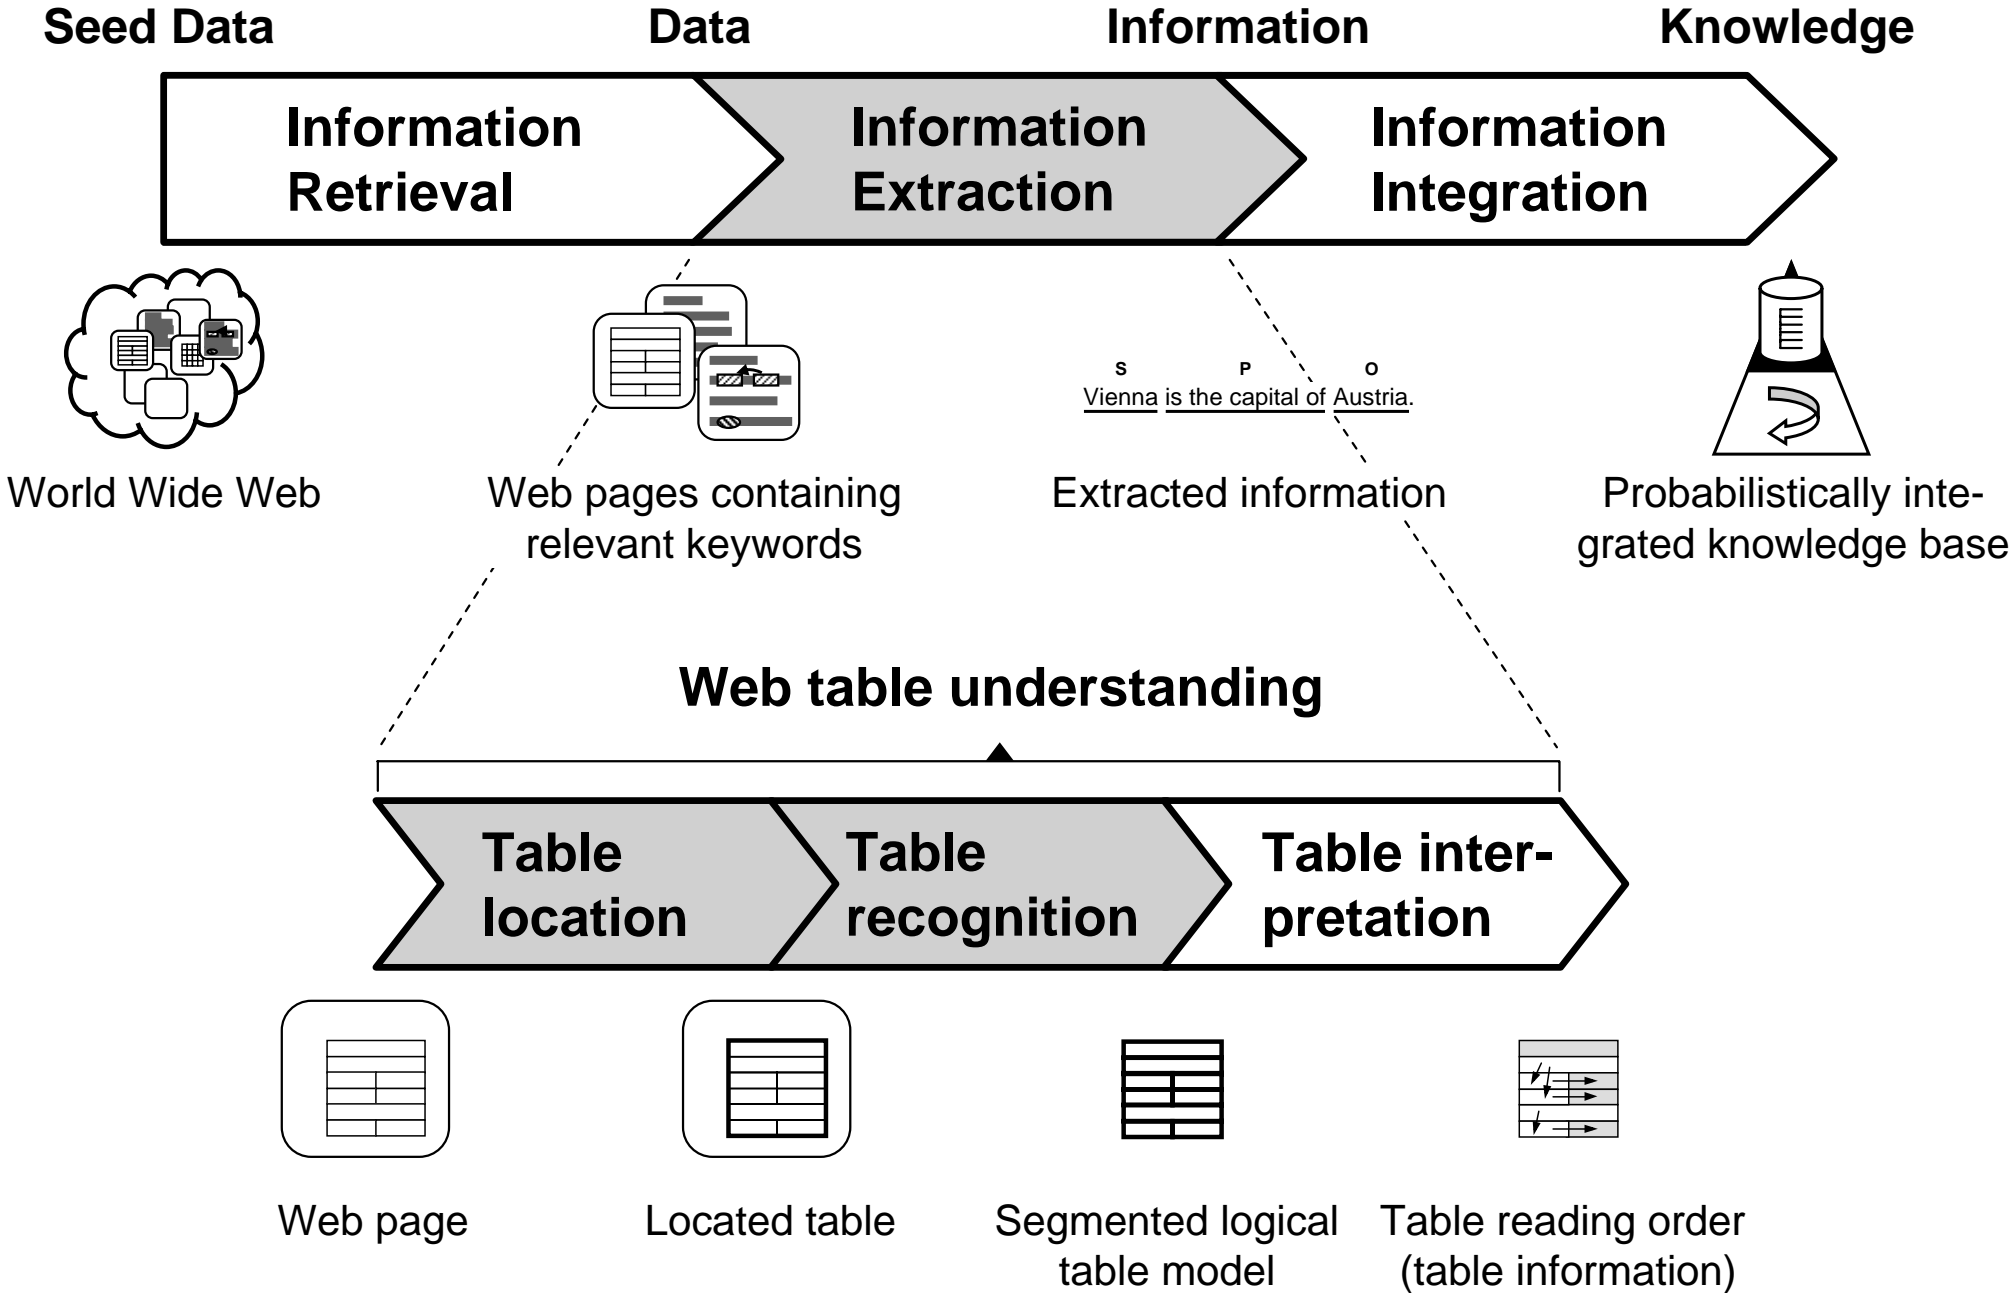 Seed Data
Data
Information
Knowledge
Information
Retrieval
Information
Extraction
Information
Integration
S P O
Vienna is the capital of Austria.
World Wide Web
Web pages containing
relevant keywords
Extracted information
Probabilistically inte-
grated knowledge base
Web table understanding
Table
location
Table
recognition
Table inter-
pretation
Web page
Located table
Segmented logical
table model
Table reading order
(table information)